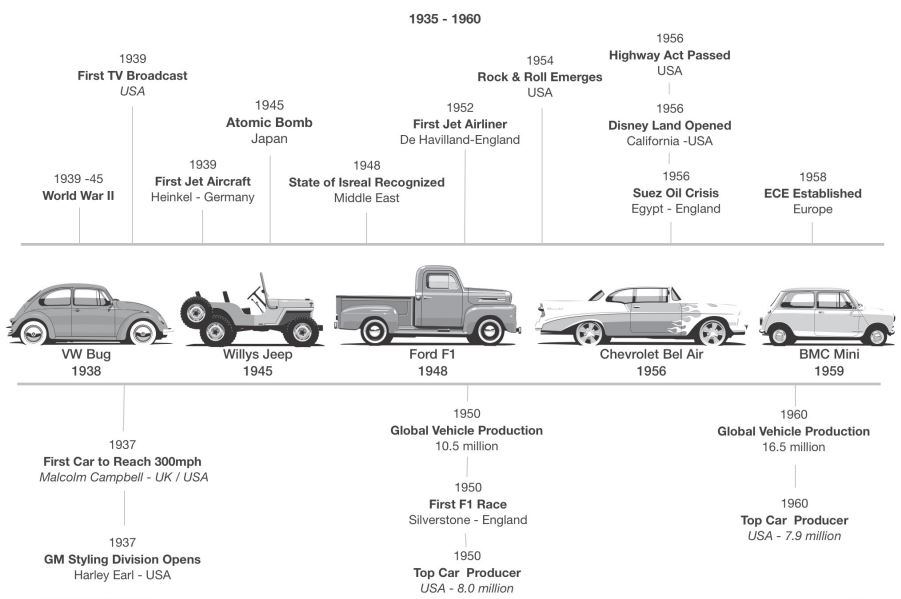 1935 - 1960
1939
First TV Broadcast
USA
1939 -45
World War II
1939
First Jet Aircraft
Heinkel - Germany
1945
Atomic Bomb
Japan
1948
State of Isreal Recognized
Middle East
1952
First Jet Airliner
De Havilland-England
1954
Rock & Roll Emerges
USA
1956
Highway Act Passed
USA
1956
Disney Land Opened
California -USA
1956
Suez Oil Crisis
Egypt - England
1958
ECE Established
Europe
VW Bug
1938
Willys Jeep
1945
Ford F1
1948
Chevrolet Bel Air
1956
BMC Mini
1959
1937
First Car to Reach 300mph
Malcolm Campbell - UK / USA
1937
GM Styling Division Opens
Harley Earl - USA
1950
Global Vehicle Production
10.5 million
1950
First F1 Race
Silverstone - England
1950
Top Car Producer
USA - 8.0 million
1960
Global Vehicle Production
16.5 million
1960
Top Car Producer
USA - 7.9 million